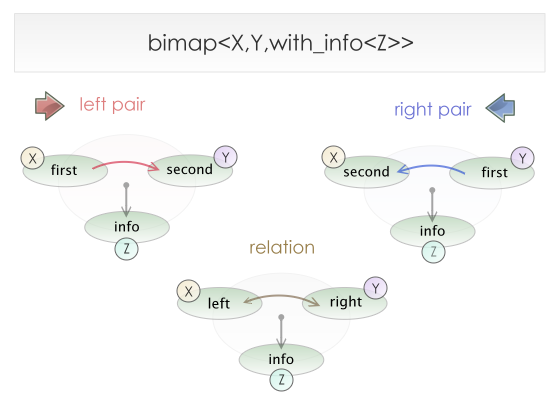 bimap<X,Y,with_info<Z>>
left pair
right pair
X
Y
first
second
info
Z
X
Y
second
first
info
Z
relation
X
Y
left
right
info
Z